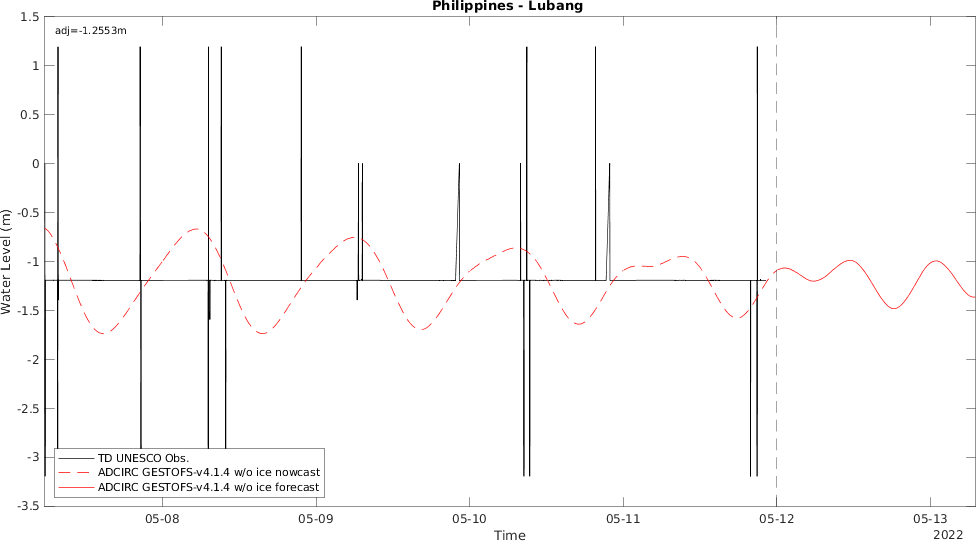 Philippines - Lubang
adj=-1.2553m
1.5
1
0.5
0
-0.5
-1
-1.5
-2
-2.5
-3
-3.5
Water Level (m)
TD UNESCO Obs.
ADCIRC GESTOFS-v4.1.4 w/o ice nowcast
ADCIRC GESTOFS-v4.1.4 w/o ice forecast
05-08 05-09 05-10 05-11 05-12 05-13
Time
2022